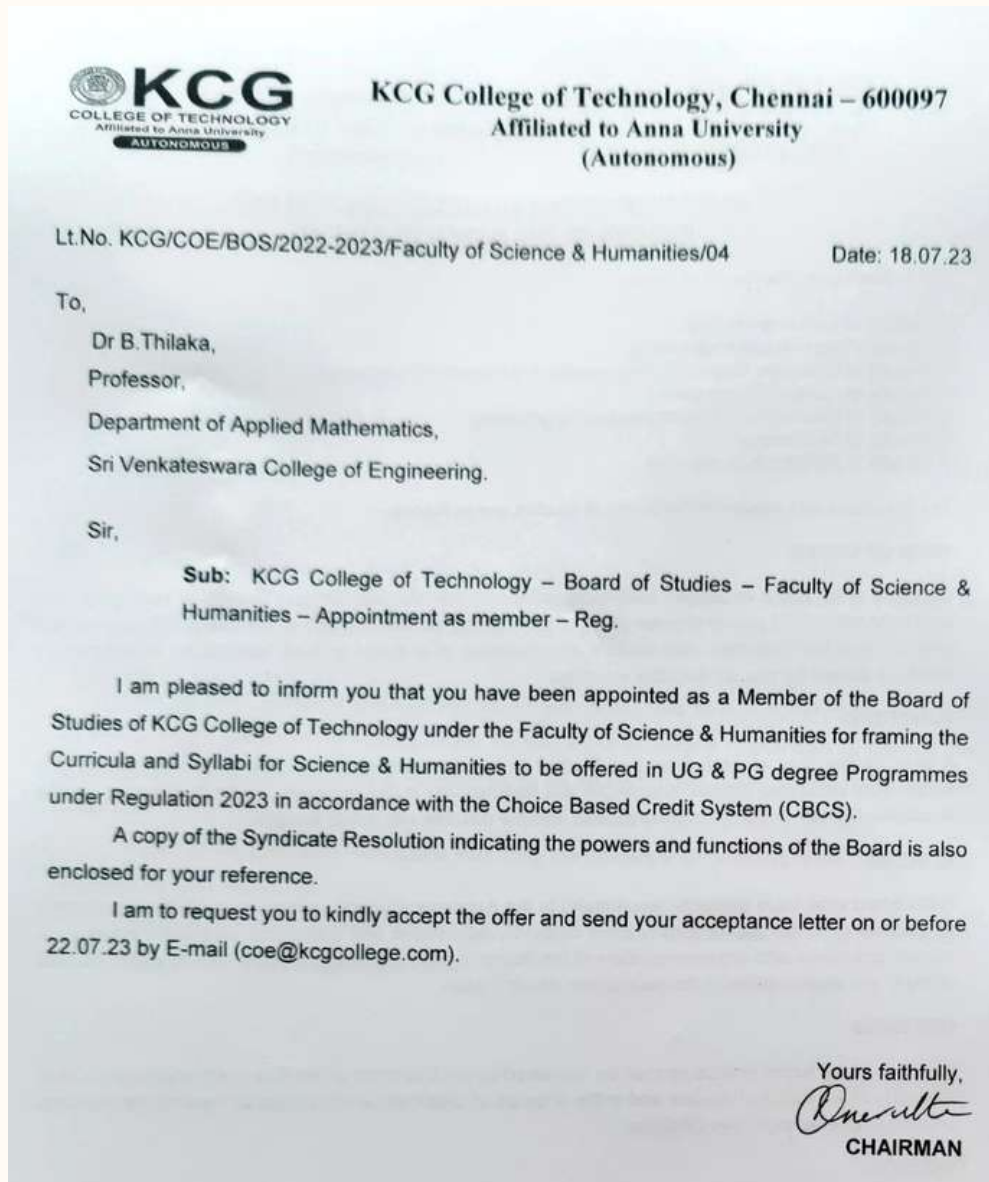 KCG
COLLEGE OF TECHNOLOGY
Affiliated to Anna University
AUTONOMOUS
KCG College of Technology, Chennai – 600097
Affiliated to Anna University
(Autonomous)
Lt.No. KCG/COE/BOS/2022-2023/Faculty of Science & Humanities/04 Date: 18.07.23
To,
Dr B.Thilaka,
Professor,
Department of Applied Mathematics,
Sri Venkateswara College of Engineering.
Sir,
Sub: KCG College of Technology – Board of Studies – Faculty of Science &
Humanities – Appointment as member – Reg.
I am pleased to inform you that you have been appointed as a Member of the Board of
Studies of KCG College of Technology under the Faculty of Science & Humanities for framing the
Curricula and Syllabi for Science & Humanities to be offered in UG & PG degree Programmes
under Regulation 2023 in accordance with the Choice Based Credit System (CBCS).
A copy of the Syndicate Resolution indicating the powers and functions of the Board is also
enclosed for your reference.
I am to request you to kindly accept the offer and send your acceptance letter on or before
22.07.23 by E-mail (coe@kcgcollege.com).
Yours faithfully,
CHAIRMAN